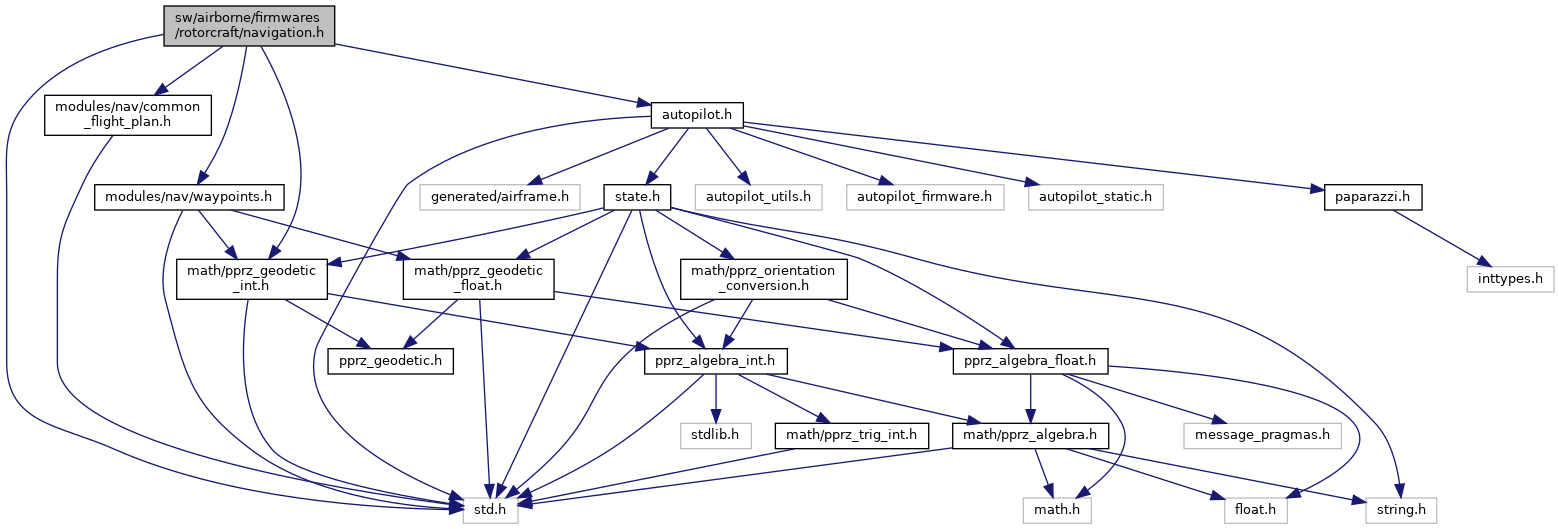 sw/airborne/firmwares
/rotorcraft/navigation.h
modules/nav/common
_flight_plan.h
autopilot.h
modules/nav/waypoints.h
generated/airframe.h
state.h
autopilot_utils.h
autopilot_firmware.h
autopilot_static.h
paparazzi.h
math/pprz_geodetic
_int.h
math/pprz_geodetic
_float.h
math/pprz_orientation
_conversion.h
inttypes.h
pprz_geodetic.h
pprz_algebra_int.h
pprz_algebra_float.h
stdlib.h
math/pprz_trig_int.h
math/pprz_algebra.h
message_pragmas.h
std.h
math.h
float.h
string.h